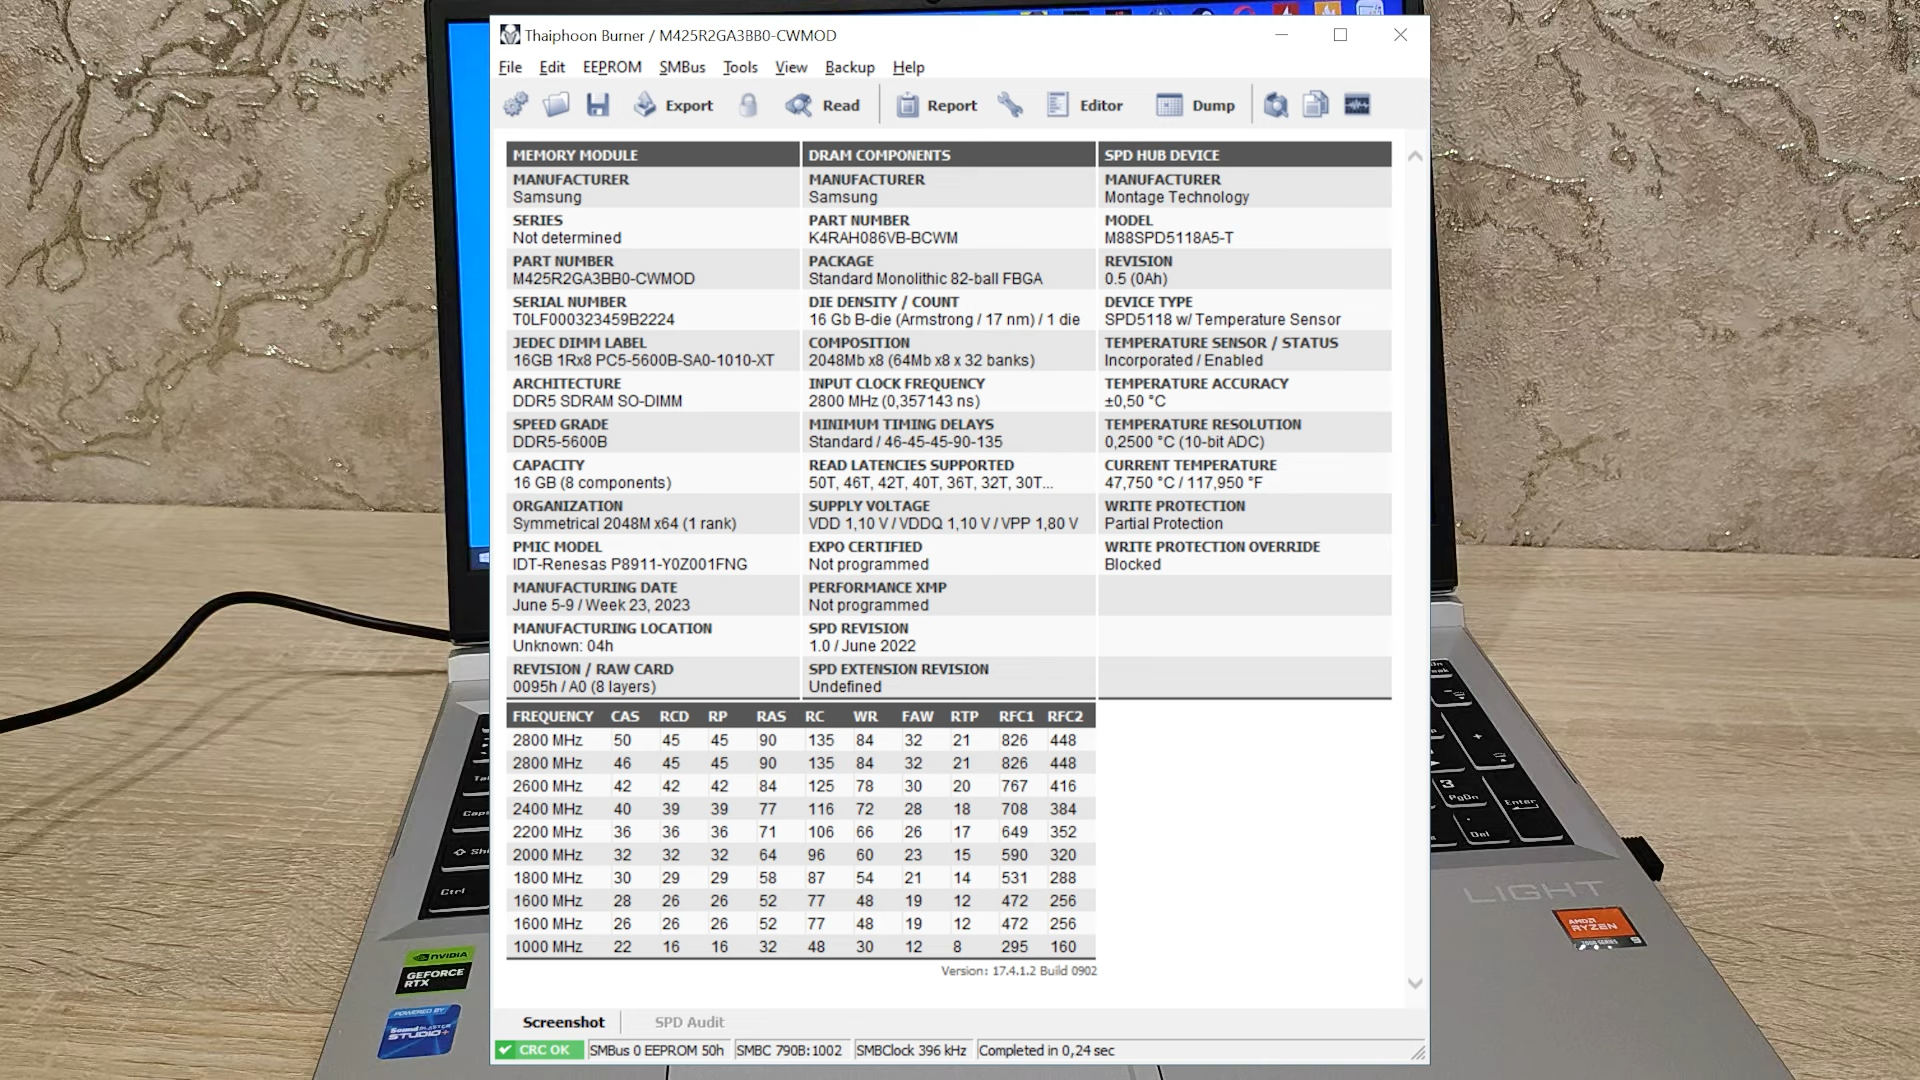 Thaiphoon Burner / M425R2GA3BB0-CWMOD
File Edit EEPROM SMBus Tools View Backup Help
Export Read Report Editor Dump
MEMORY MODULE DRAM COMPONENTS SPD HUB DEVICE
MANUFACTURER MANUFACTURER MANUFACTURER
Samsung Samsung Montage Technology
SERIES PART NUMBER MODEL
Not determined K4RAH086VB-BCWM M88SPD5118A5-T
PART NUMBER PACKAGE REVISION
M425R2GA3BB0-CWMOD Standard Monolithic 82-ball FBGA 0.5 (0Ah)
SERIAL NUMBER DIE DENSITY / COUNT DEVICE TYPE
T0LF000323459B2224 16 Gb B-die (Armstrong / 17 nm) / 1 die SPD5118 w/ Temperature Sensor
JEDEC DIMM LABEL COMPOSITION TEMPERATURE SENSOR / STATUS
16GB 1Rx8 PC5-5600B-SA0-1010-XT 2048Mb x8 (64Mb x8 x 32 banks) Incorporated / Enabled
ARCHITECTURE INPUT CLOCK FREQUENCY TEMPERATURE ACCURACY
DDR5 SDRAM SO-DIMM 2800 MHz (0,357143 ns) ±0,50 °C
SPEED GRADE MINIMUM TIMING DELAYS TEMPERATURE RESOLUTION
DDR5-5600B Standard / 46-45-45-90-135 0,2500 °C (10-bit ADC)
CAPACITY READ LATENCIES SUPPORTED CURRENT TEMPERATURE
16 GB (8 components) 50T, 46T, 42T, 40T, 36T, 32T, 30T... 47,750 °C / 117,950 °F
ORGANIZATION SUPPLY VOLTAGE WRITE PROTECTION
Symmetrical 2048M x64 (1 rank) VDD 1,10 V / VDDQ 1,10 V / VPP 1,80 V Partial Protection
PMIC MODEL EXPO CERTIFIED WRITE PROTECTION OVERRIDE
IDT-Renesas P8911-Y0Z001FNG Not programmed Blocked
MANUFACTURING DATE PERFORMANCE XMP
June 5-9 / Week 23, 2023 Not programmed
MANUFACTURING LOCATION SPD REVISION
Unknown: 04h 1.0 / June 2022
REVISION / RAW CARD SPD EXTENSION REVISION
0095h / A0 (8 layers) Undefined
FREQUENCY CAS RCD RP RAS RC WR FAW RTP RFC1 RFC2
2800 MHz 50 45 45 90 135 84 32 21 826 448
2800 MHz 46 45 45 90 135 84 32 21 826 448
2600 MHz 42 42 42 84 125 78 30 20 767 416
2400 MHz 40 39 39 77 116 72 28 18 708 384
2200 MHz 36 36 36 71 106 66 26 17 649 352
2000 MHz 32 32 32 64 96 60 23 15 590 320
1800 MHz 30 29 29 58 87 54 21 14 531 288
1600 MHz 28 26 26 52 77 48 19 12 472 256
1600 MHz 26 26 26 52 77 48 19 12 472 256
1000 MHz 22 16 16 32 48 30 12 8 295 160
Version: 17.4.1.2 Build 0902
Screenshot SPD Audit
CRC OK SMBus 0 EEPROM 50h SMBC 790B:1002 SMBClock 396 kHz Completed in 0,24 sec
Ctrl
3
PgDn
Enter
Del
LIGHT
AMD
RYZEN
7000 SERIES
NVIDIA
GEFORCE
RTX
POWERED BY
Sound BLASTER
STUDIO+